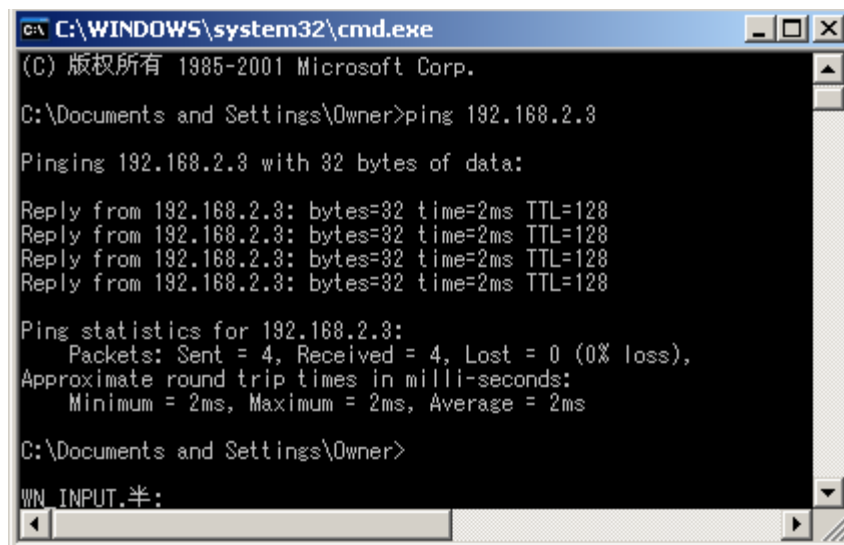 C:\WINDOWS\system32\cmd.exe
(C) 版权所有 1985-2001 Microsoft Corp.
C:\Documents and Settings\Owner>ping 192.168.2.3
Pinging 192.168.2.3 with 32 bytes of data:
Reply from 192.168.2.3: bytes=32 time=2ms TTL=128
Reply from 192.168.2.3: bytes=32 time=2ms TTL=128
Reply from 192.168.2.3: bytes=32 time=2ms TTL=128
Reply from 192.168.2.3: bytes=32 time=2ms TTL=128
Ping statistics for 192.168.2.3:
Packets: Sent = 4, Received = 4, Lost = 0 (0% loss),
Approximate round trip times in milli-seconds:
Minimum = 2ms, Maximum = 2ms, Average = 2ms
C:\Documents and Settings\Owner>
WN_INPUT.半: